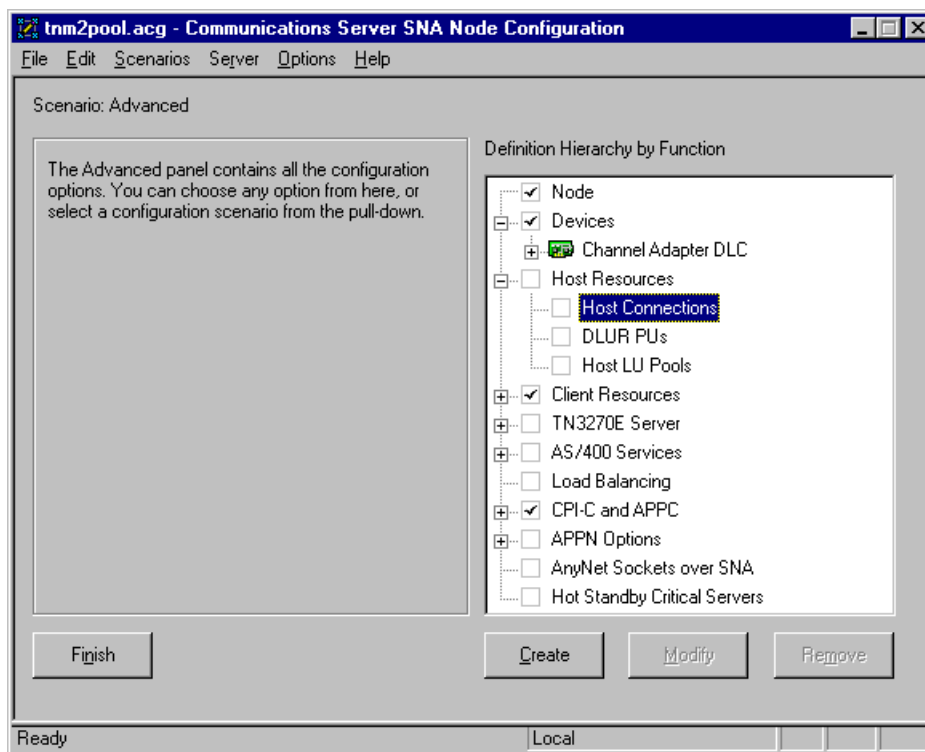 tnm2pool.acg - Communications Server SNA Node Configuration
File Edit Scenarios Server Options Help
Scenario: Advanced
The Advanced panel contains all the configuration
options. You can choose any option from here, or
select a configuration scenario from the pull-down.
Definition Hierarchy by Function
Node
Devices
Channel Adapter DLC
Host Resources
Host Connections
DLUR PUs
Host LU Pools
Client Resources
TN3270E Server
AS/400 Services
Load Balancing
CPI-C and APPC
APPN Options
AnyNet Sockets over SNA
Hot Standby Critical Servers
Finish Create Modify Remove
Ready Local